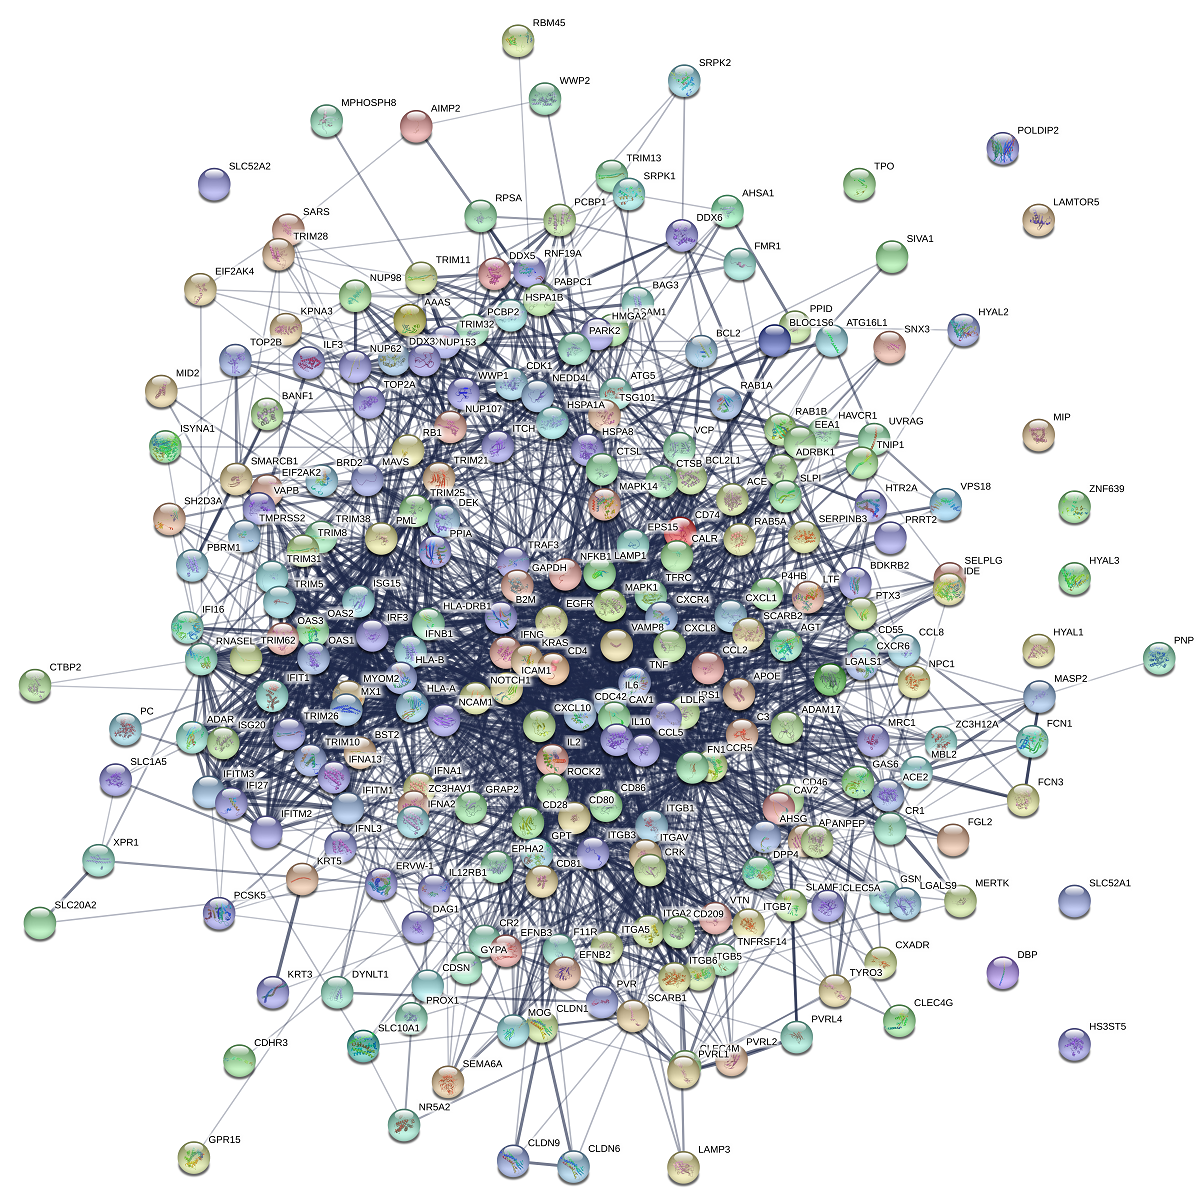 RBM45
SRPK2
WWP2
MPHOSPH8
AIMP2
POLDIP2
TRIM13
SLC52A2
TPO
SRPK1
AHSA1
RPSA
PCBP1
LAMTOR5
SARS
DDX6
TRIM28
SIVA1
FMR1
DDX5
RNF19A
TRIM11
EIF2AK4
NUP98
PABPC1
BAG3
HSPA1B
AAAS
PPID
KPNA3
PCBP2
HMGA2
HYAL2
TRIM32
BLOC1S6
ATG16L1
PARK2
BCL2
SNX3
TOP2B
ILF3
NUP62
DDX3
NUP153
CDK1
WWP1
NEDD4L
ATG5
MID2
TOP2A
RAB1A
TSG101
BANF1
NUP107
HSPA1A
RAB1B
HAVCR1
MIP
ISYNA1
RB1
ITCH
HSPA8
VCP
EEA1
UVRAG
CTSL
TNIP1
SMARCB1
BRD2
MAVS
TRIM21
CTSB
BCL2L1
ADRBK1
EIF2AK2
MAPK14
ACE
SLPI
VAPB
TRIM25
HTR2A
VPS18
ZNF639
SH2D3A
DEK
CD74
TMPRSS2
TRIM38
PML
EPS15
RAB5A
SERPINB3
PRRT2
TRIM8
PPIA
CALR
PBRM1
TRIM31
TRAF3
NFKB1
LAMP1
GAPDH
TFRC
SELPLG
IDE
HYAL3
TRIM5
ISG15
P4HB
LTF
BDKRB2
MAPK1
B2M
EGFR
CXCR4
CXCL1
PTX3
IFI16
OAS2
HLA-DRB1
OAS3
IRF3
IFNB1
VAMP8
CXCL8
SCARB2
AGT
RNASEL
TRIM62
OAS1
IFNG
KRAS
CD4
CD55
CCL8
HYAL1
PNP
HLA-B
TNF
CCL2
CXCR6
CTBP2
IFIT1
MYOM2
ICAM1
LGALS1
NPC1
NOTCH1
IL6
APOE
MASP2
MX1
HLA-A
NCAM1
CAV1
IRS1
CDC42
LDLR
ADAM17
PC
ADAR
ISG20
TRIM26
CXCL10
IL10
C3
MRC1
ZC3H12A
FCN1
BST2
CCL5
TRIM10
IL2
FN1
CCR5
MBL2
IFNA13
GAS6
SLC1A5
IFITM3
ROCK2
ACE2
IFI27
IFITM1
IFNA1
ZC3HAV1
GRAP2
CD86
CD46
CAV2
FCN3
IFNA2
CD28
CD80
ITGB1
CR1
IFITM2
IFNL3
GPT
ITGB3
ITGAV
AHSG
ANPEP
FGL2
XPR1
EPHA2
CRK
KRT5
ERVW-1
IL12RB1
CD81
DPP4
PCSK5
SLAMF1
CLEC5A
GSN
LGALS9
MERTK
SLC52A1
SLC20A2
DAG1
VTN
ITGB7
CR2
EFNB3
ITGA5
ITGA2
CD209
GYPA
F11R
TNFRSF14
EFNB2
CXADR
DBP
CDSN
ITGB6
ITGB5
KRT3
DYNLT1
TYRO3
PROX1
PVR
SCARB1
CLEC4G
CLDN1
MOG
PVRL4
SLC10A1
HS3ST5
CDHR3
SEMA6A
CLEC4M
PVRL1
PVRL2
NR5A2
GPR15
CLDN9
CLDN6
LAMP3